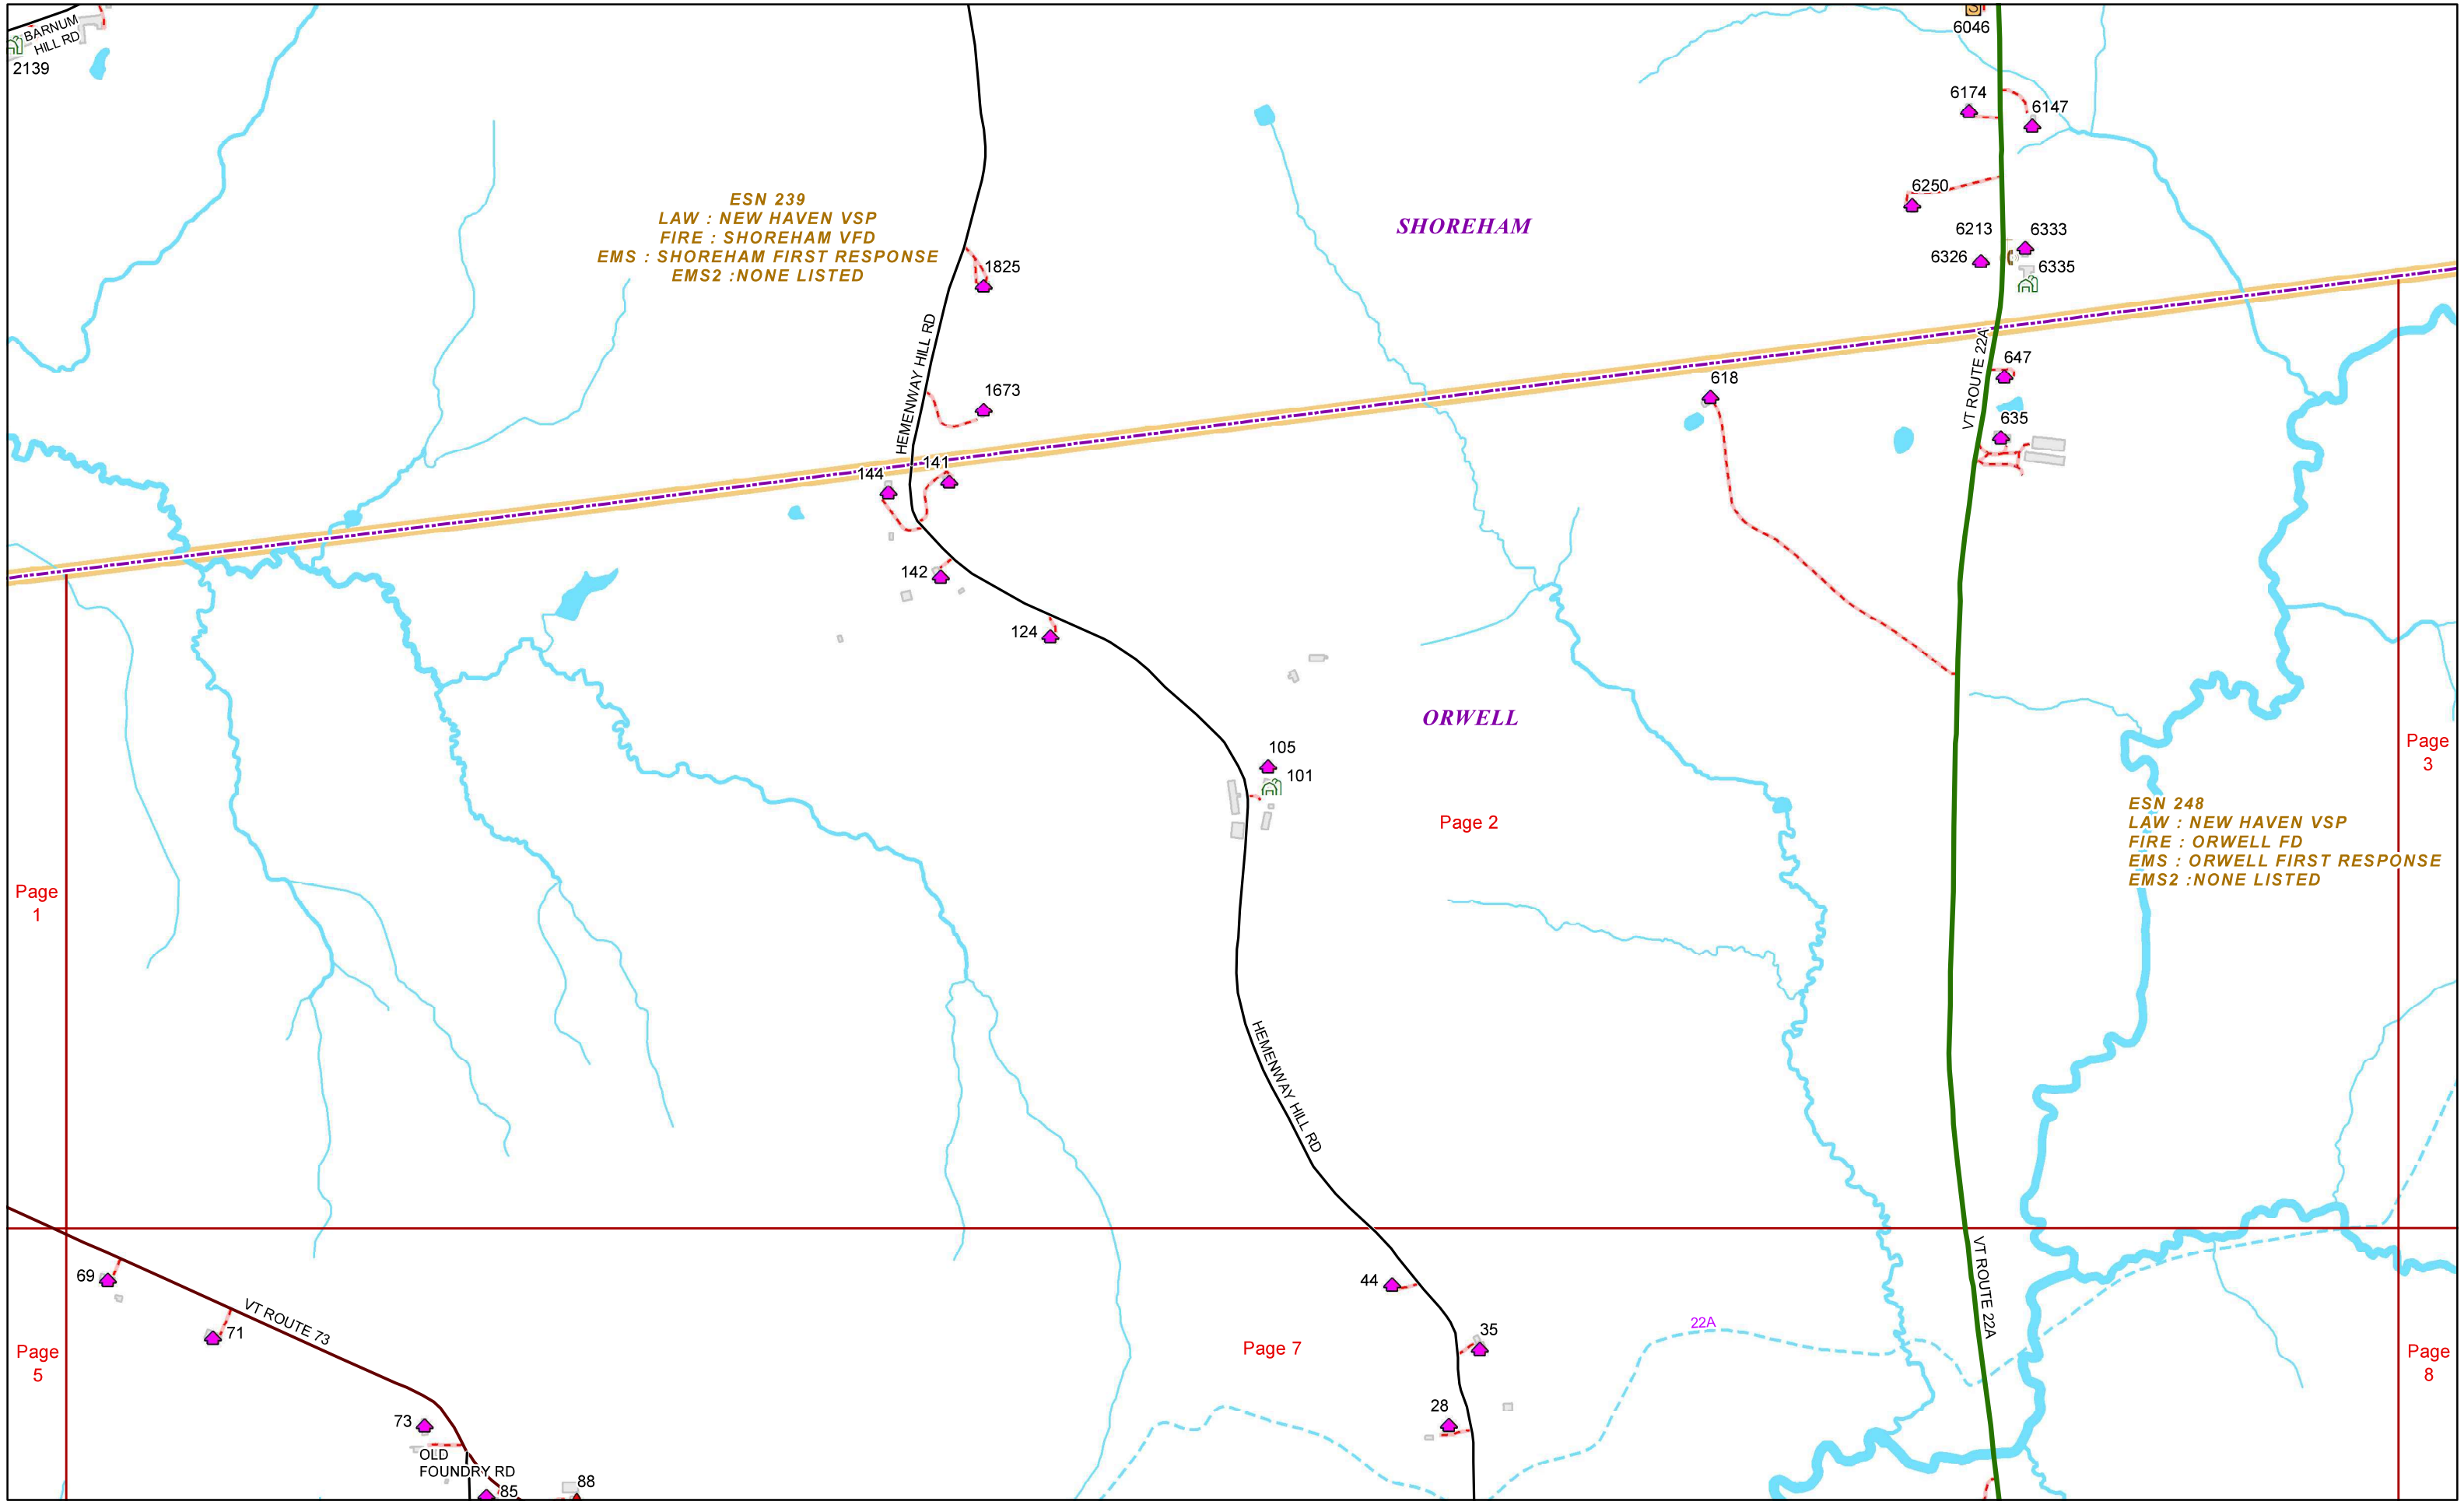 BARNUM
HILL RD
2139
S
6046
6174
6147
6250
6213
6333
6326
6335
ESN 239
LAW : NEW HAVEN VSP
FIRE : SHOREHAM VFD
EMS : SHOREHAM FIRST RESPONSE
EMS2 :NONE LISTED
SHOREHAM
1825
HEMENWAY HILL RD
1673
VT ROUTE 22A
647
618
635
144
141
142
124
ORWELL
105
101
Page
3
Page 2
ESN 248
LAW : NEW HAVEN VSP
FIRE : ORWELL FD
EMS : ORWELL FIRST RESPONSE
EMS2 :NONE LISTED
Page
1
HEMENWAY HILL RD
69
VT ROUTE 73
71
44
VT ROUTE 22A
22A
35
Page 7
Page
5
Page
8
73
28
OLD
FOUNDRY RD
88
85